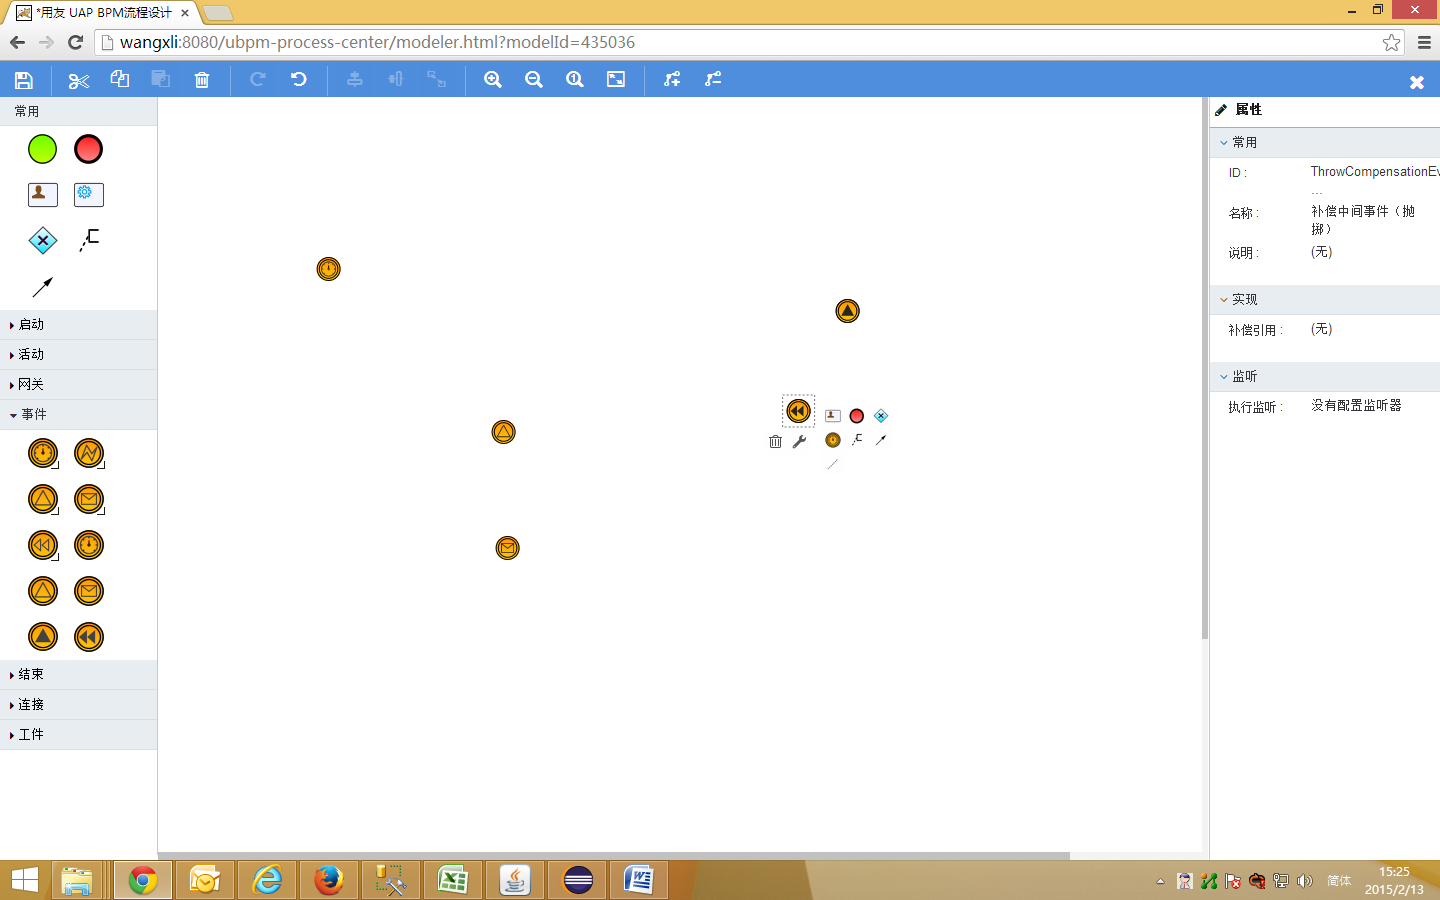 *用友 UAP BPM流程设计
wangxli:8080/ubpm-process-center/modeler.html?modelId=435036
常用
启动
活动
网关
事件
结束
连接
工件
属性
常用
ID :
ThrowCompensationEv
...
名称 :
补偿中间事件（抛
掷）
说明 :
(无)
实现
补偿引用 :
(无)
监听
执行监听 :
没有配置监听器
简体
15:25
2015/2/13